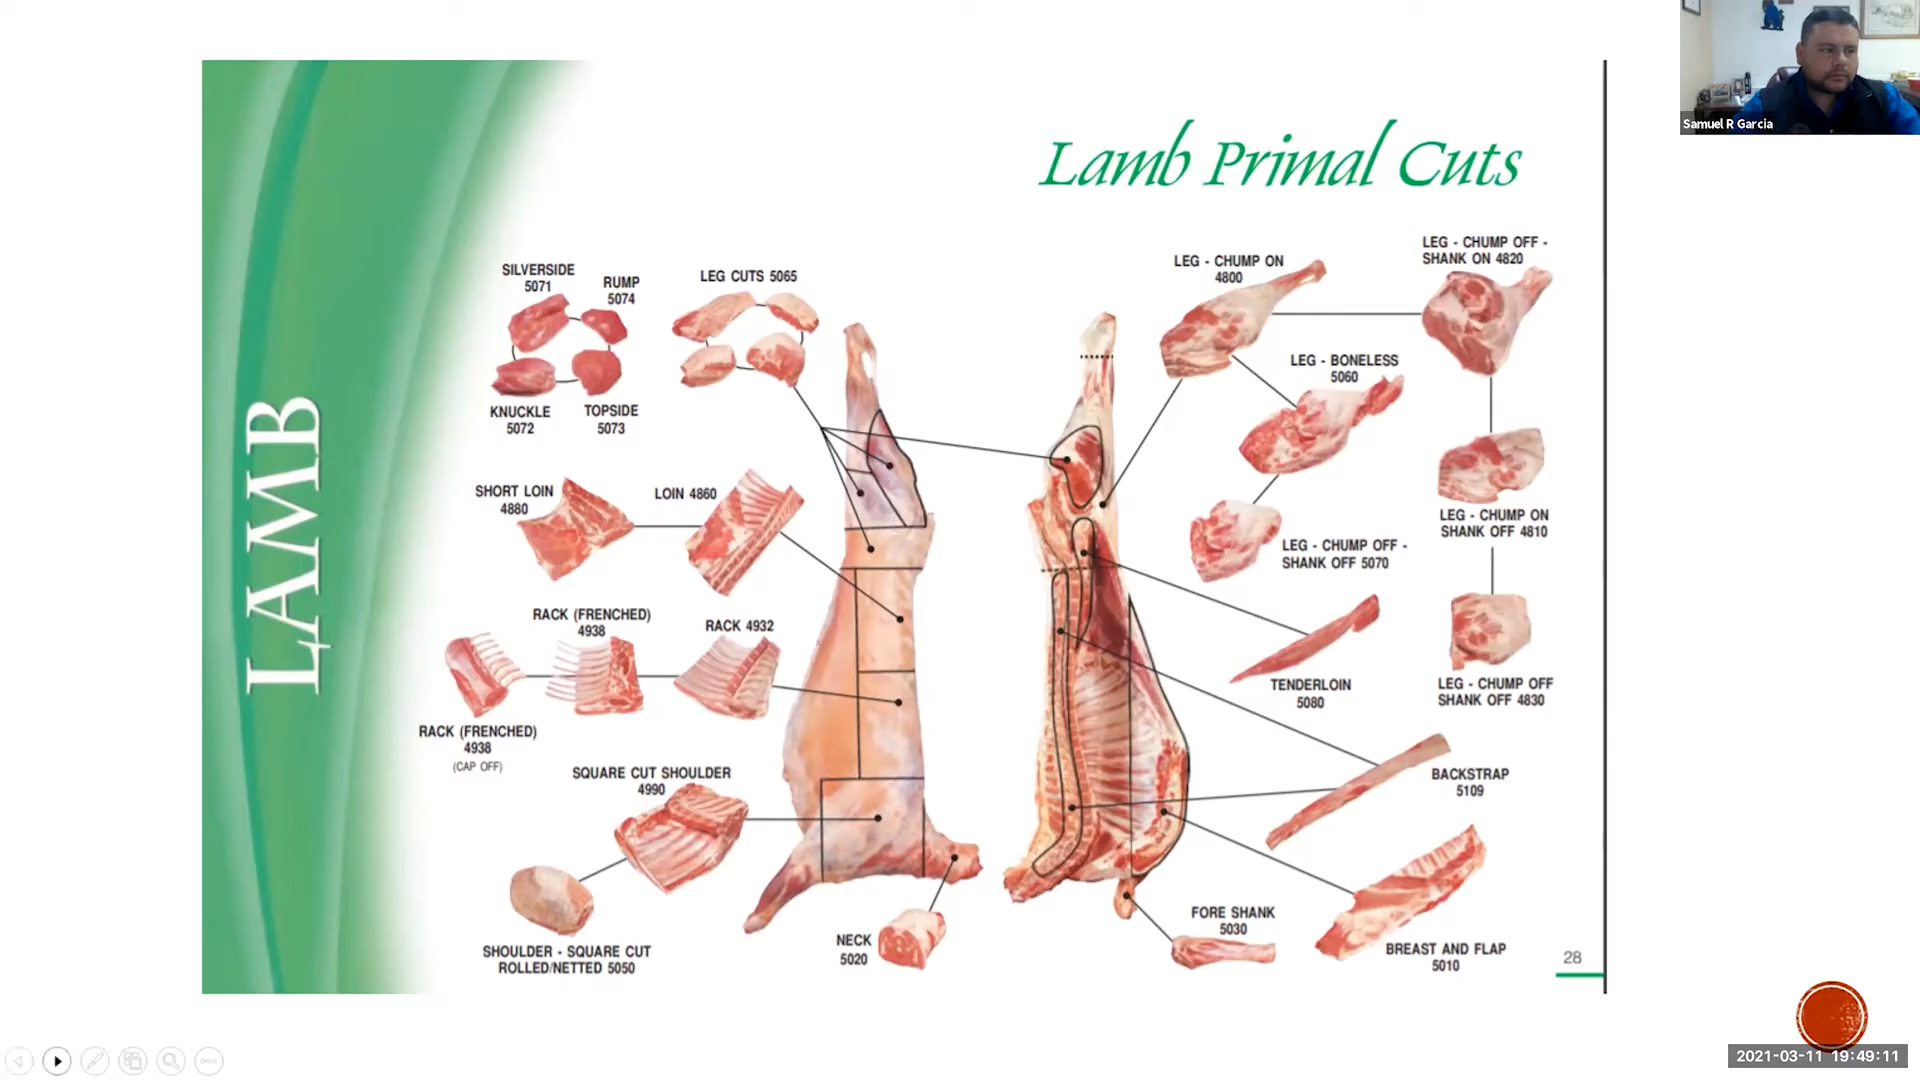 Samuel R Garcia
Lamb Primal Cuts
LAMB
SILVERSIDE
5071
RUMP
5074
LEG CUTS 5065
KNUCKLE
5072
TOPSIDE
5073
SHORT LOIN
4880
LOIN 4860
RACK (FRENCHED)
4938
RACK 4932
RACK (FRENCHED)
4938
(CAP OFF)
SQUARE CUT SHOULDER
4990
SHOULDER - SQUARE CUT
ROLLED/NETTED 5050
NECK
5020
LEG - CHUMP ON
4800
LEG - CHUMP OFF -
SHANK ON 4820
LEG - BONELESS
5060
LEG - CHUMP ON
SHANK OFF 4810
LEG - CHUMP OFF -
SHANK OFF 5070
TENDERLOIN
5080
LEG - CHUMP OFF
SHANK OFF 4830
BACKSTRAP
5109
FORE SHANK
5030
BREAST AND FLAP
5010
28
2021-03-11 19:49:11